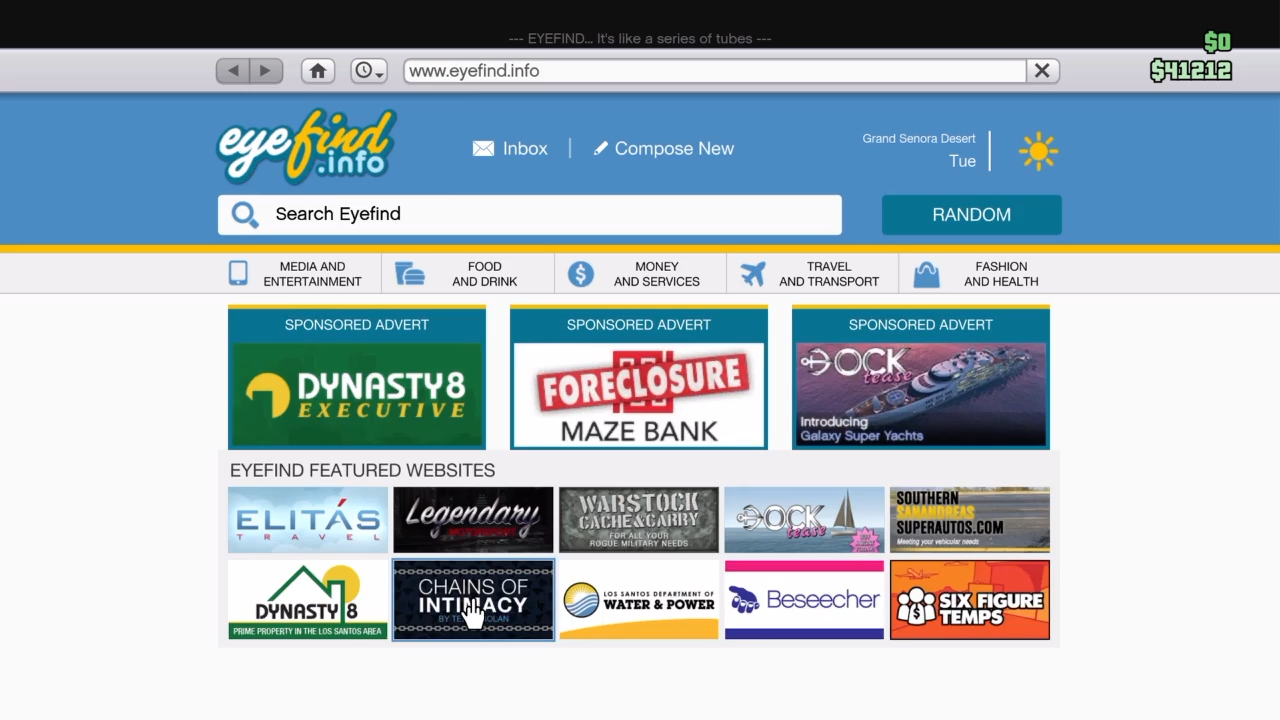 --- EYEFIND... It's like a series of tubes ---
$0
$41212
www.eyefind.info
eyefind
.info
Inbox
Compose New
Grand Senora Desert
Tue
Search Eyefind
RANDOM
MEDIA AND
ENTERTAINMENT
FOOD
AND DRINK
MONEY
AND SERVICES
TRAVEL
AND TRANSPORT
FASHION
AND HEALTH
SPONSORED ADVERT
DYNASTY 8
EXECUTIVE
SPONSORED ADVERT
FORECLOSURE
MAZE BANK
SPONSORED ADVERT
DOCK
tease
Introducing
Galaxy Super Yachts
EYEFIND FEATURED WEBSITES
ELITÁS
TRAVEL
Legendary
MOTORSPORT
WARSTOCK
CACHE & CARRY
FOR ALL YOUR
ROGUE MILITARY NEEDS
DOCK
tease
SOUTHERN
SANANDREAS
SUPERAUTOS.COM
Meeting your vehicular needs
DYNASTY 8
PRIME PROPERTY IN THE LOS SANTOS AREA
CHAINS OF
INTIMACY
LOS SANTOS DEPARTMENT OF
WATER & POWER
Beseecher
SIX FIGURE
TEMPS